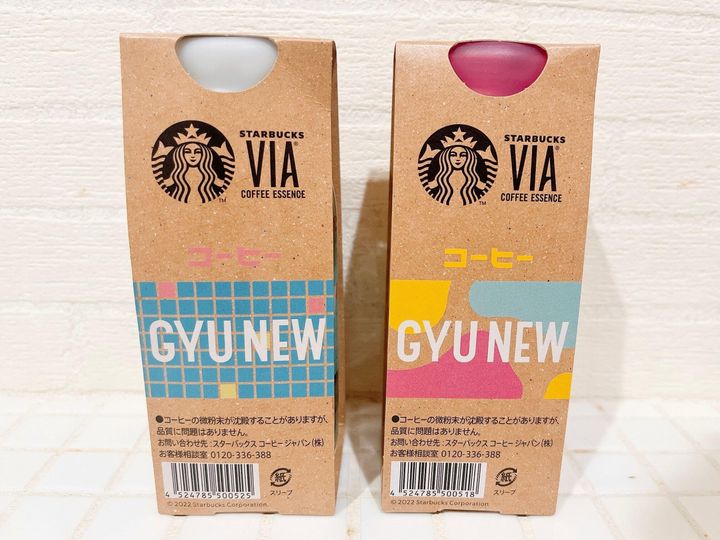 STARBUCKS
VIA®
COFFEE ESSENCE
TM
コーヒー
GYU NEW
●コーヒーの微粉末が沈殿することがありますが、
品質に問題はありません。
お問い合わせ先：スターバックス コーヒー ジャパン(株)
お客様相談室 0120-336-388
4 524785 500525
紙
スリーブ
© 2022 Starbucks Corporation.
STARBUCKS
VIA®
COFFEE ESSENCE
TM
コーヒー
GYU NEW
●コーヒーの微粉末が沈殿することがありますが、
品質に問題はありません。
お問い合わせ先：スターバックス コーヒー ジャパン(株)
お客様相談室 0120-336-388
4 524785 500518
紙
スリーブ
© 2022 Starbucks Corporation.